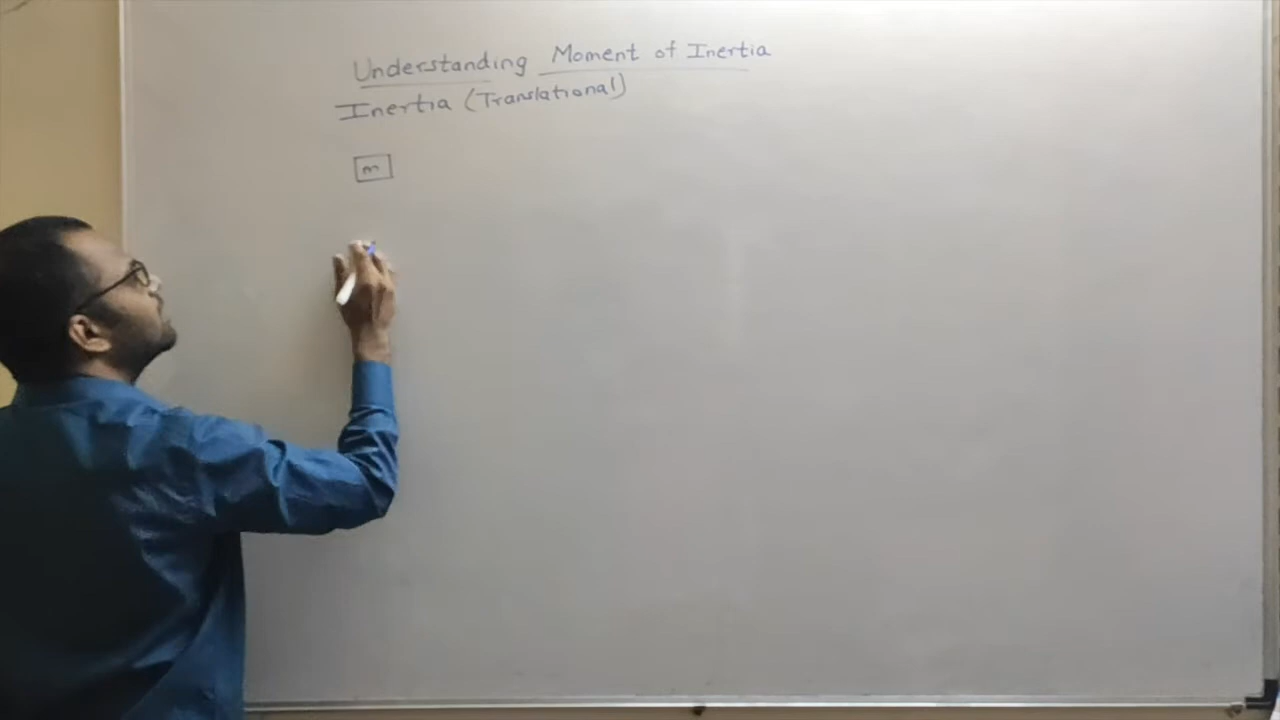 Understanding Moment of Inertia
Inertia (Translational)
m